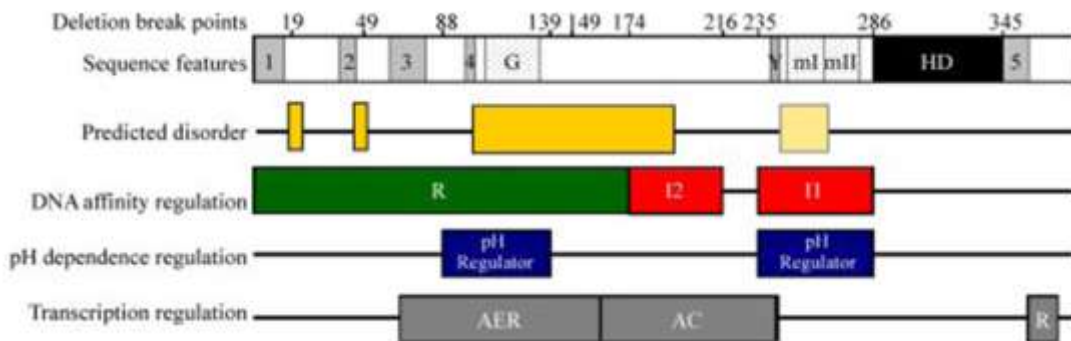 Deletion break points 19 49 88 139 149 174 216 235 286 345
Sequence features 1 2 3 4 G Y mI mII HD 5
Predicted disorder
DNA affinity regulation R I2 I1
pH dependence regulation pH Regulator pH Regulator
Transcription regulation AER AC R